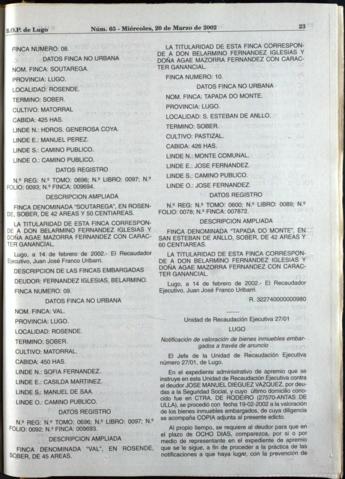 B.O.P. de Lugo
Núm. 65 - Miércoles, 20 de Marzo de 2002
23
FINCA NUMERO: 08.
DATOS FINCA NO URBANA
NOM. FINCA: SOUTAREGA.
PROVINCIA: LUGO.
LOCALIDAD: ROSENDE.
TERMINO: SOBER.
CULTIVO: MATORRAL
CABIDA: 425 HAS.
LINDE N.: HDROS. GENEROSA COYA.
LINDE E.: MANUEL PEREZ.
LINDE S.: CAMINO PUBLICO.
LINDE O.: CAMINO PUBLICO.
DATOS REGISTRO
N.º REG: N.º TOMO: 0696; N.º LIBRO: 0097; N.º
FOLIO: 0093; N.º FINCA: 009694.
DESCRIPCION AMPLIADA
FINCA DENOMINADA "SOUTAREGA", EN ROSEN-
DE, SOBER, DE 42 AREAS Y 50 CENTIAREAS.
LA TITULARIDAD DE ESTA FINCA CORRESPON-
DE A DON BELARMINO FERNANDEZ IGLESIAS Y
DOÑA AGAE MAZORRA FERNANDEZ CON CARAC-
TER GANANCIAL.
Lugo, a 14 de febrero de 2002.- El Recaudador
Ejecutivo, Juan José Franco Uribarri.
DESCRIPCION DE LAS FINCAS EMBARGADAS
DEUDOR: FERNANDEZ IGLESIAS, BELARMINO.
FINCA NUMERO: 09.
DATOS FINCA NO URBANA
NOM. FINCA: VAL.
PROVINCIA: LUGO.
LOCALIDAD: ROSENDE.
TERMINO: SOBER.
CULTIVO: MATORRAL.
CABIDA: 450 HAS.
LINDE N.: SOFIA FERNANDEZ.
LINDE E.: CASILDA MARTINEZ.
LINDE S.: MANUEL DE SAA.
LINDE O.: CAMINO PUBLICO.
DATOS REGISTRO
N.º REG: N.º TOMO: 0696; N.º LIBRO: 0097; N.º
FOLIO: 0092; N.º FINCA: 009693.
DESCRIPCION AMPLIADA
FINCA DENOMINADA "VAL", EN ROSENDE,
SOBER, DE 45 AREAS.
LA TITULARIDAD DE ESTA FINCA CORRESPON-
DE A DON BELARMINO FERNANDEZ IGLESIAS Y
DOÑA AGAE MAZORRA FERNANDEZ CON CARAC-
TER GANANCIAL.
FINCA NUMERO: 10.
DATOS FINCA NO URBANA
NOM. FINCA: TAPADA DO MONTE.
PROVINCIA: LUGO.
LOCALIDAD: S. ESTEBAN DE ANLLO.
TERMINO: SOBER.
CULTIVO: PASTIZAL.
CABIDA: 426 HAS.
LINDE N.: MONTE COMUNAL.
LINDE E.: JOSE FERNANDEZ.
LINDE S.: CAMINO PUBLICO.
LINDE O.: JOSE FERNANDEZ.
DATOS REGISTRO
N.º REG: N.º TOMO: 0600; N.º LIBRO: 0089; N.º
FOLIO: 0078; N.º FINCA: 007872.
DESCRIPCION AMPLIADA
FINCA DENOMINADA "TAPADA DO MONTE", EN
SAN ESTEBAN DE ANLLO, SOBER, DE 42 AREAS Y
60 CENTIAREAS.
LA TITULARIDAD DE ESTA FINCA CORRESPON-
DE A DON BELARMINO FERNANDEZ IGLESIAS Y
DOÑA AGAE MAZORRA FERNANDEZ CON CARAC-
TER GANANCIAL.
Lugo, a 14 de febrero de 2002.- El Recaudador
Ejecutivo, Juan José Franco Uribarri.
R. 3227400000000980
Unidad de Recaudación Ejecutiva 27/01
LUGO
Notificación de valoración de bienes inmuebles embar-
gados a través de anuncio
El Jefe de la Unidad de Recaudación Ejecutiva
número 27/01, de Lugo.
En el expediente administrativo de apremio que se
instruye en esta Unidad de Recaudación Ejecutiva contra
el deudor JOSE MANUEL DIEGUEZ VAZQUEZ, por deu-
das a la Seguridad Social, y cuyo último domicilio cono-
cido fue en CTRA. DE RODEIRO (27570-ANTAS DE
ULLA), se procedió con fecha 19-02-2002 a la valoración
de los bienes inmuebles embargados, de cuya diligencia
se acompaña COPIA adjunta al presente edicto.
Al propio tiempo, se requiere al deudor para que en
el plazo de OCHO DIAS, comparezca, por sí o por
medio de representante en el expediente de apremio
que se le sigue, a fin de proceder a la práctica de las
notificaciones a que haya lugar, con la prevención de